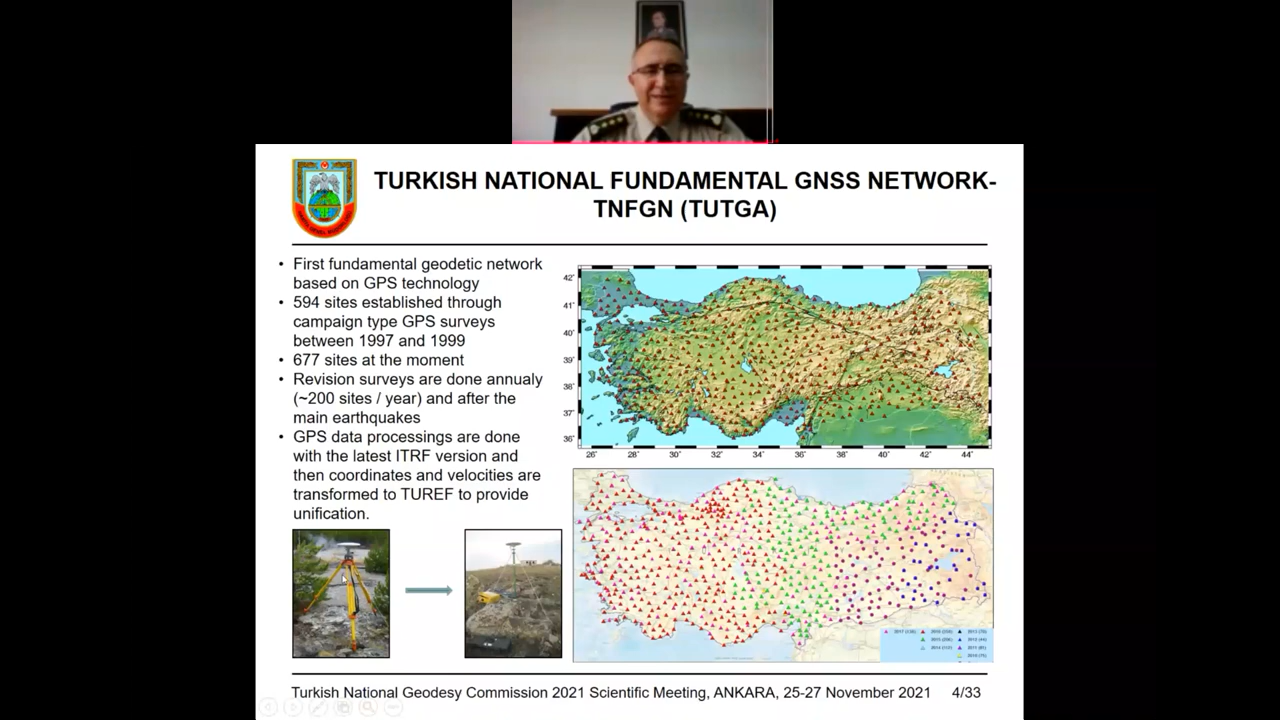 TURKISH NATIONAL FUNDAMENTAL GNSS NETWORK-
TNFGN (TUTGA)
• First fundamental geodetic network
based on GPS technology
• 594 sites established through
campaign type GPS surveys
between 1997 and 1999
• 677 sites at the moment
• Revision surveys are done annualy
(~200 sites / year) and after the
main earthquakes
• GPS data processings are done
with the latest ITRF version and
then coordinates and velocities are
transformed to TUREF to provide
unification.
42°
41°
40°
39°
38°
37°
36°
26° 28° 30° 32° 34° 36° 38° 40° 42° 44°
Turkish National Geodesy Commission 2021 Scientific Meeting, ANKARA, 25-27 November 2021 4/33